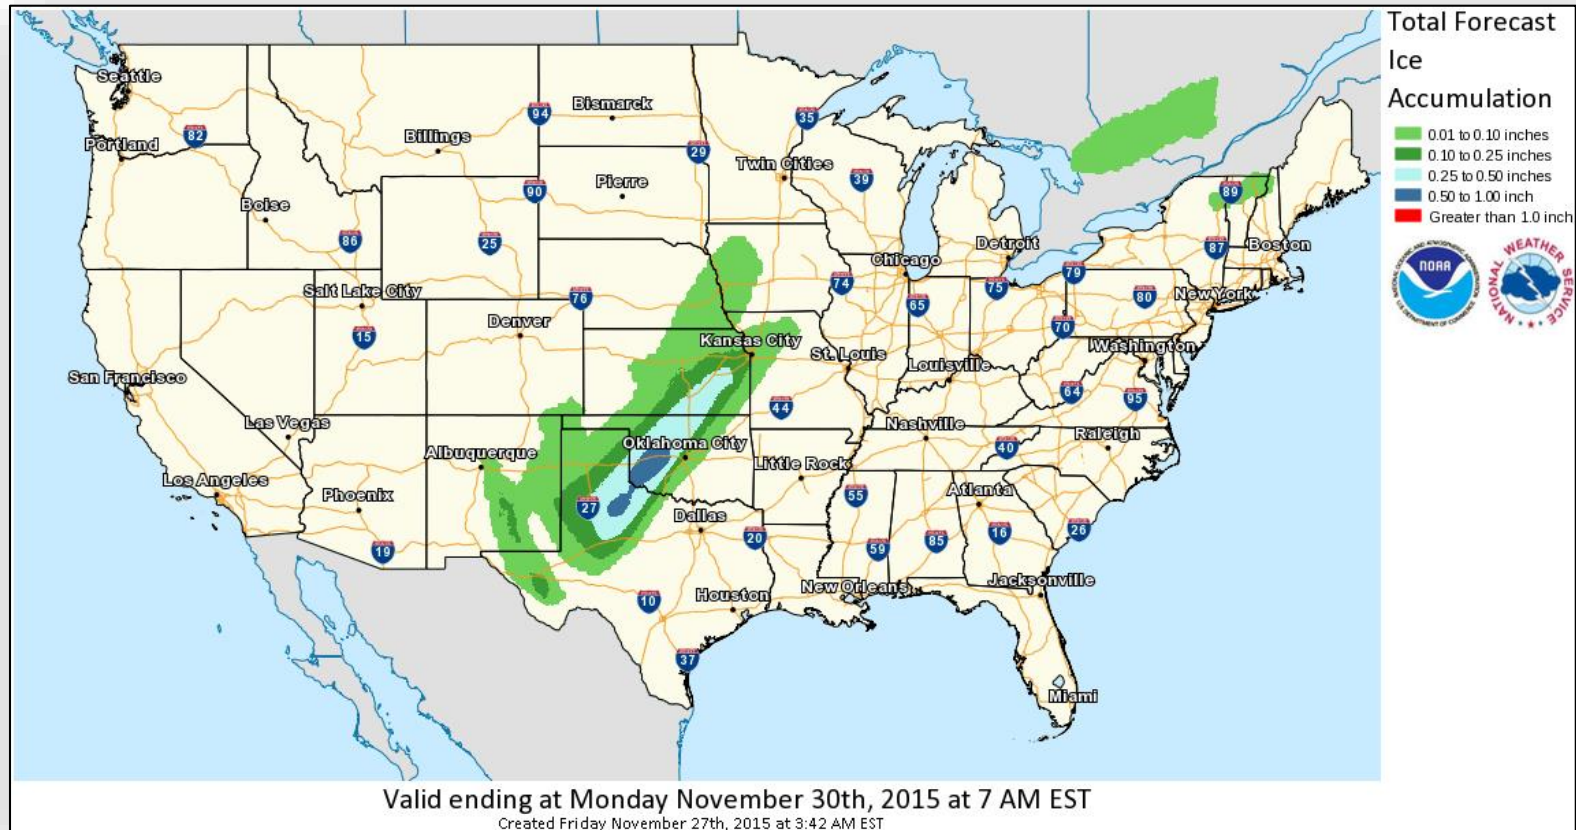 Total Forecast
Ice
Accumulation
0.01 to 0.10 inches
0.10 to 0.25 inches
0.25 to 0.50 inches
0.50 to 1.00 inch
Greater than 1.0 inch
NOAA
NATIONAL WEATHER SERVICE
Seattle
82
Portland
94
Bismarck
35
Billings
29
Twin Cities
39
90
Pierre
89
Boise
86
25
87
Boston
Detroit
Chicago
79
74
75
80
Salt Lake City
76
65
New York
Denver
15
70
Kansas City
St. Louis
Washington
San Francisco
Louisville
64
95
44
Las Vegas
Nashville
Raleigh
Albuquerque
Oklahoma City
40
Little Rock
Los Angeles
Phoenix
27
55
Atlanta
Dallas
20
16
26
19
59
85
New Orleans
Jacksonville
10
Houston
37
Miami
Valid ending at Monday November 30th, 2015 at 7 AM EST
Created Friday November 27th, 2015 at 3:42 AM EST